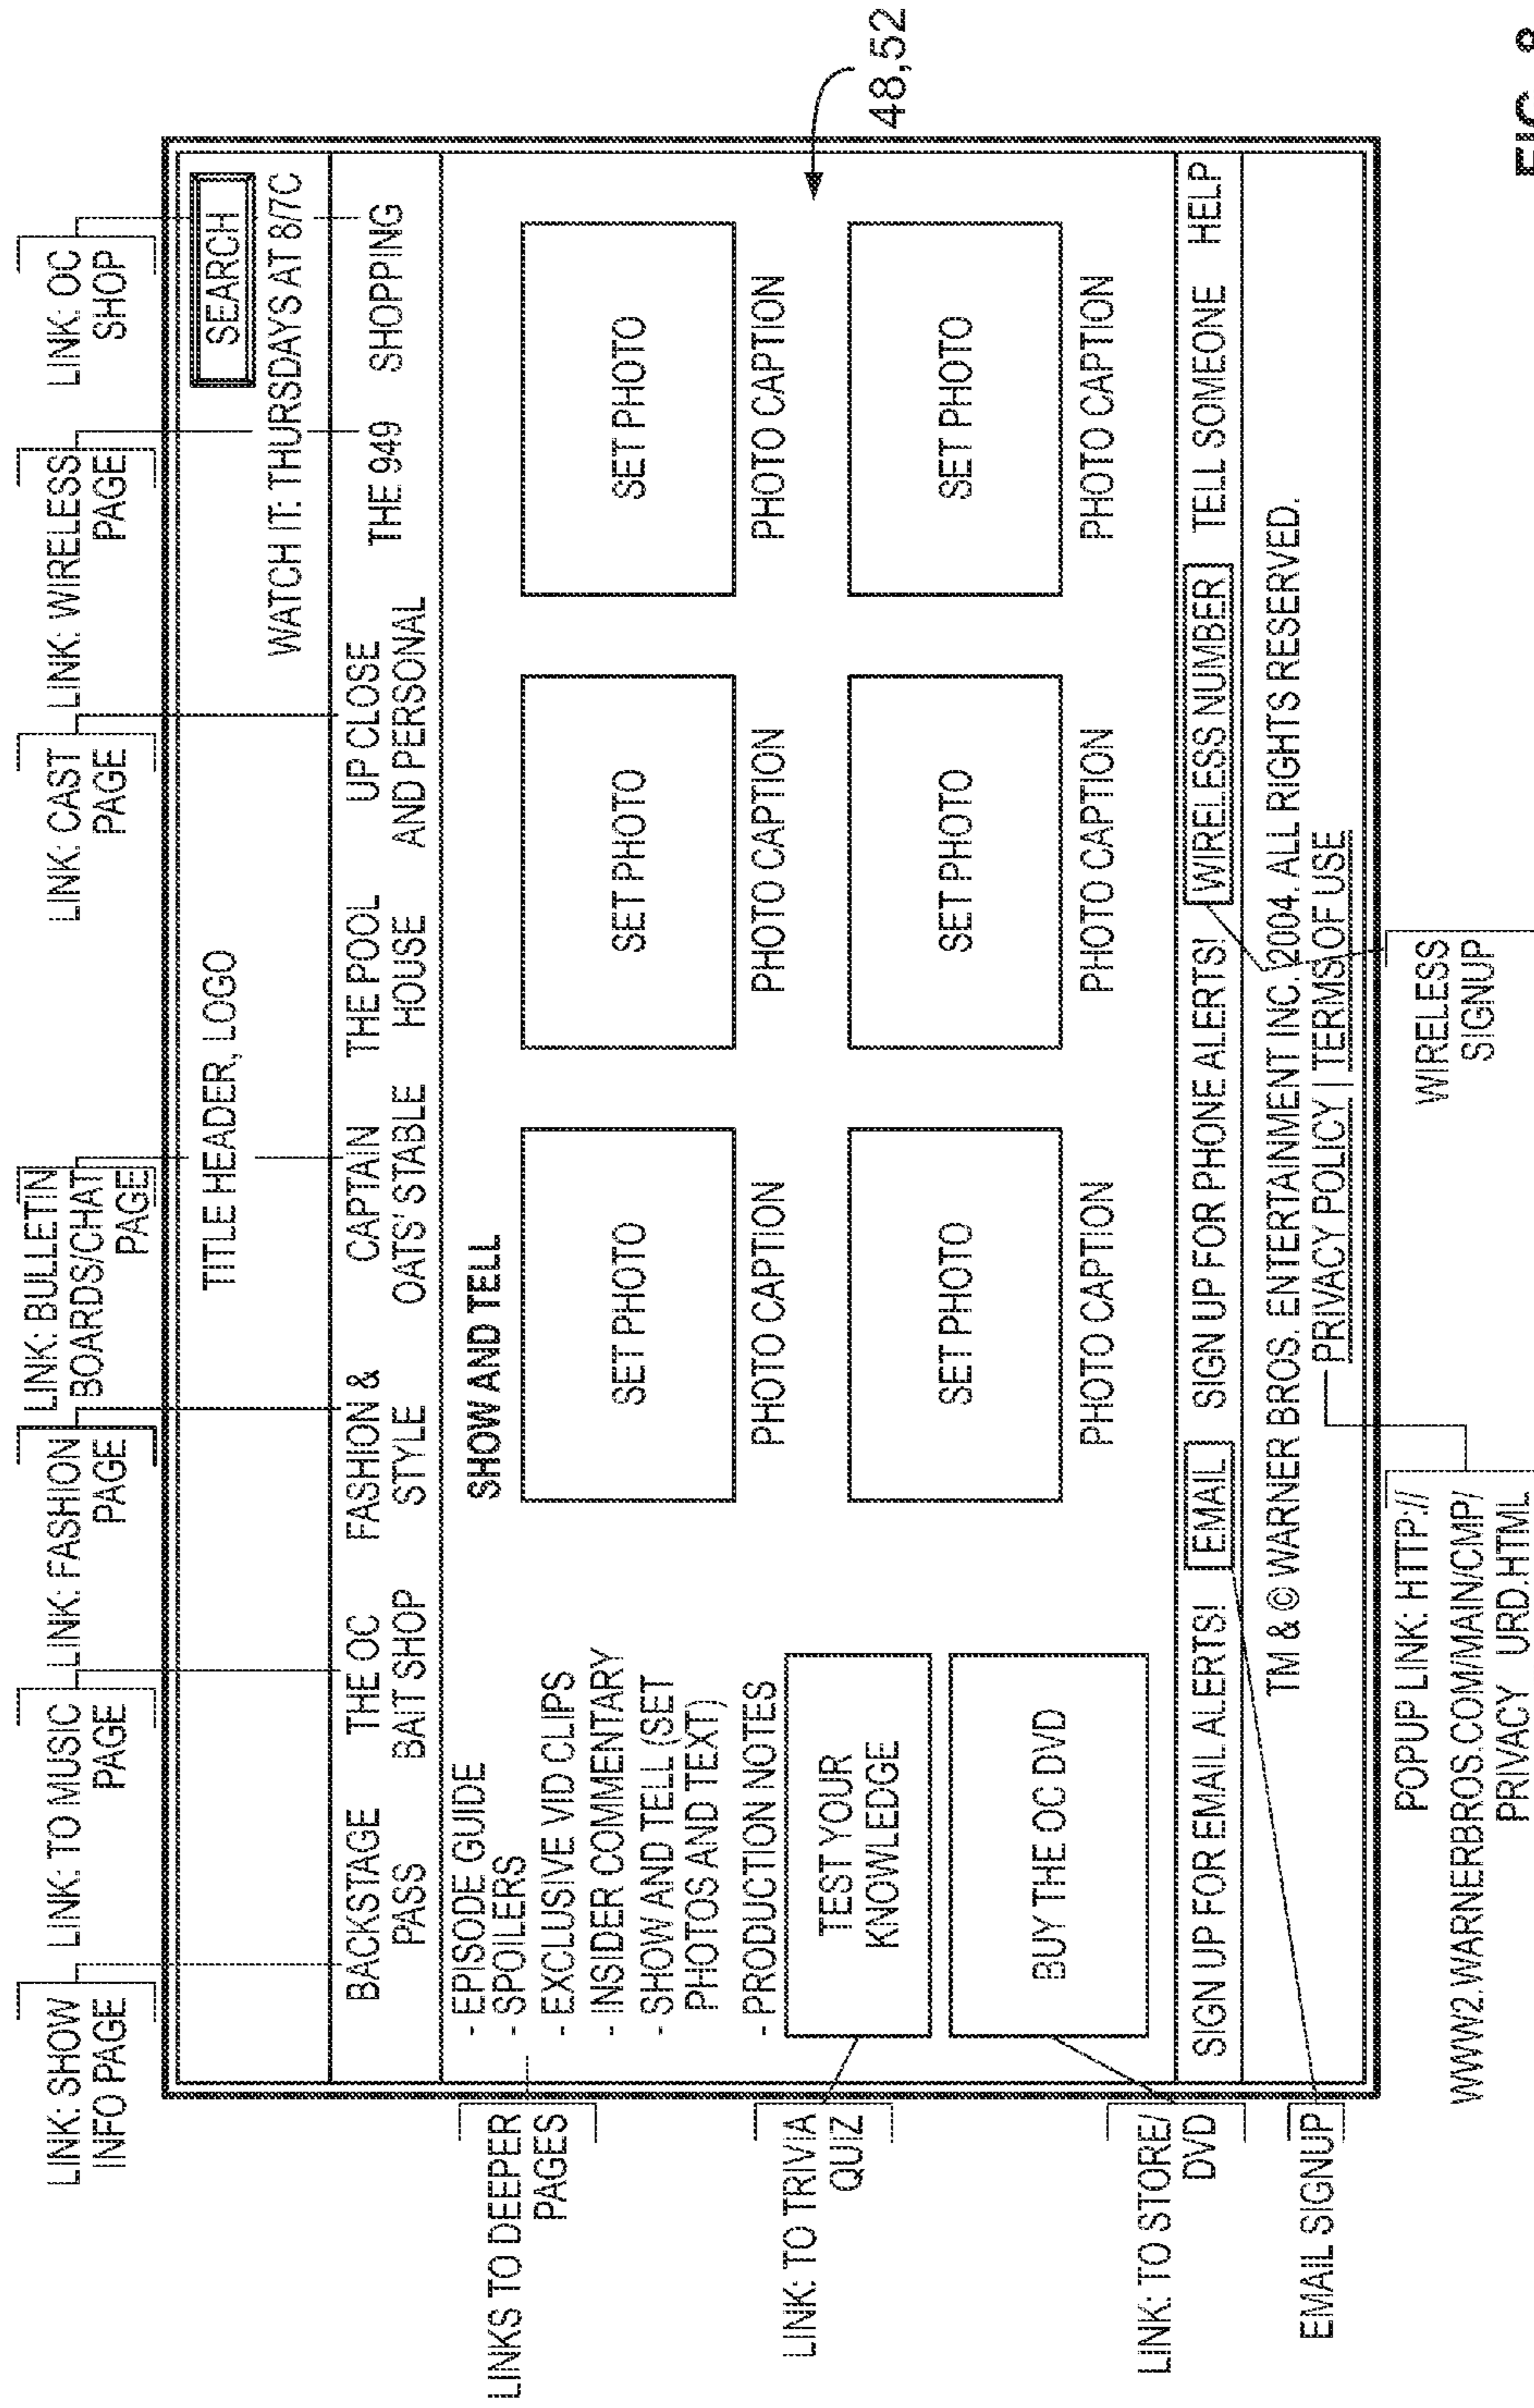 LINK: SHOW
INFO PAGE
LINK: TO MUSIC
PAGE
LINK: FASHION
PAGE
LINK: BULLETIN
BOARDS/CHAT
PAGE
LINK: CAST
PAGE
LINK: WIRELESS
PAGE
LINK: OC
SHOP
TITLE HEADER, LOGO
SEARCH
WATCH IT: THURSDAYS AT 8/7C
BACKSTAGE
PASS
THE OC
BAIT SHOP
FASHION &
STYLE
CAPTAIN
OATS' STABLE
THE POOL
HOUSE
UP CLOSE
AND PERSONAL
THE 949
SHOPPING
LINKS TO DEEPER
PAGES
- EPISODE GUIDE
- SPOILERS
- EXCLUSIVE VID CLIPS
- INSIDER COMMENTARY
- SHOW AND TELL (SET
PHOTOS AND TEXT)
- PRODUCTION NOTES
SHOW AND TELL
SET PHOTO
SET PHOTO
SET PHOTO
PHOTO CAPTION
PHOTO CAPTION
PHOTO CAPTION
48,52
LINK: TO TRIVIA
QUIZ
TEST YOUR
KNOWLEDGE
SET PHOTO
SET PHOTO
SET PHOTO
PHOTO CAPTION
PHOTO CAPTION
PHOTO CAPTION
LINK: TO STORE/
DVD
BUY THE OC DVD
EMAIL SIGNUP
SIGN UP FOR EMAIL ALERTS! EMAIL SIGN UP FOR PHONE ALERTS! WIRELESS NUMBER TELL SOMEONE HELP
TM & © WARNER BROS. ENTERTAINMENT INC. 2004. ALL RIGHTS RESERVED.
PRIVACY POLICY | TERMS OF USE
POPUP LINK: HTTP://
WWW2.WARNERBROS.COM/MAIN/CMP/
PRIVACY_URD.HTML
WIRELESS
SIGNUP
FIG. 8